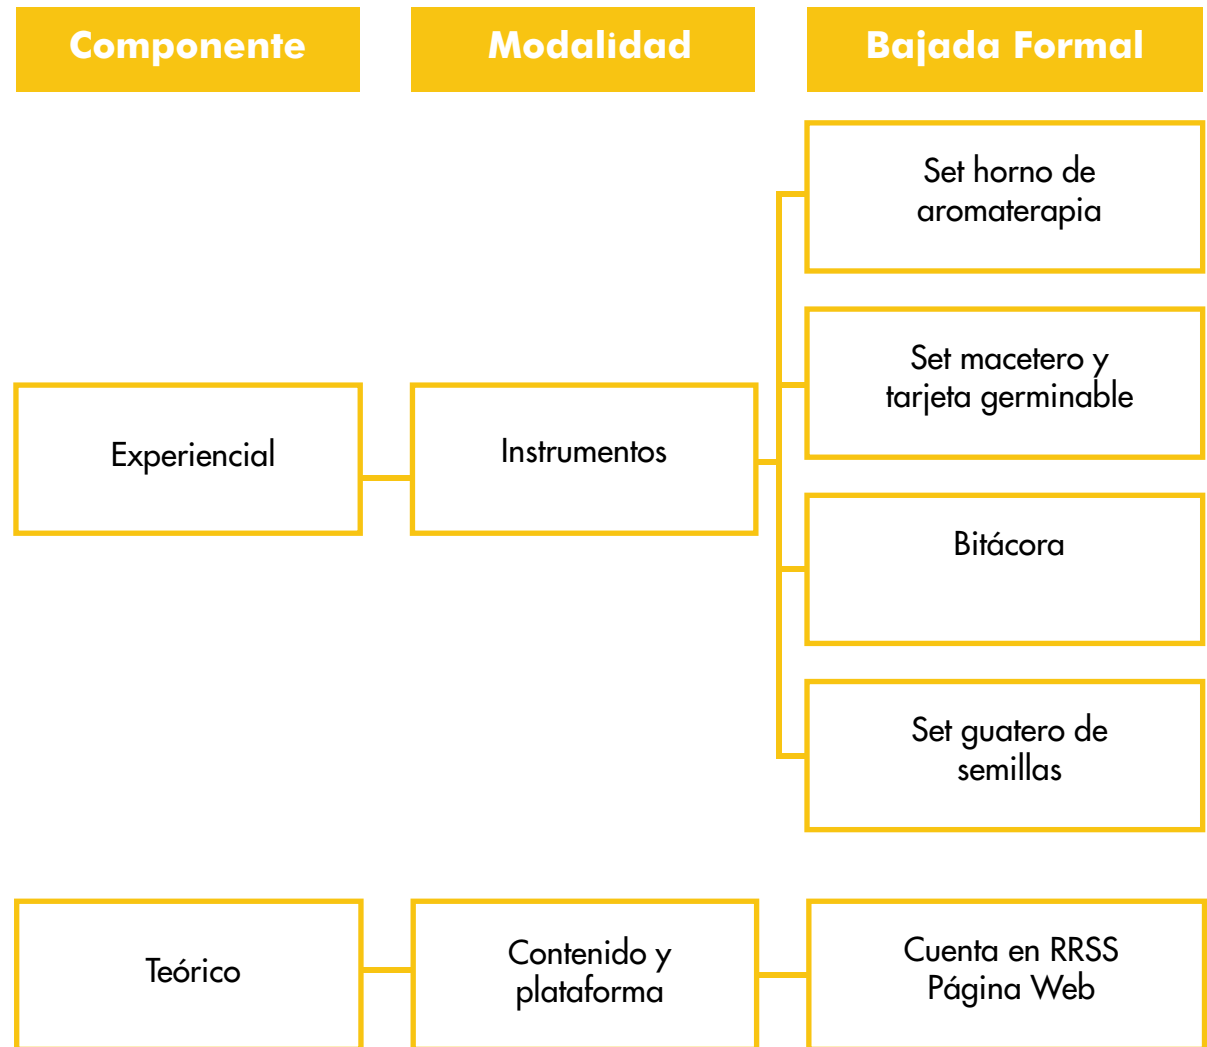 Componente
Modalidad
Bajada Formal
Set horno de
aromaterapia
Set macetero y
tarjeta germinable
Experiencial
Instrumentos
Bitácora
Set guatero de
semillas
Teórico
Contenido y
plataforma
Cuenta en RRSS
Página Web